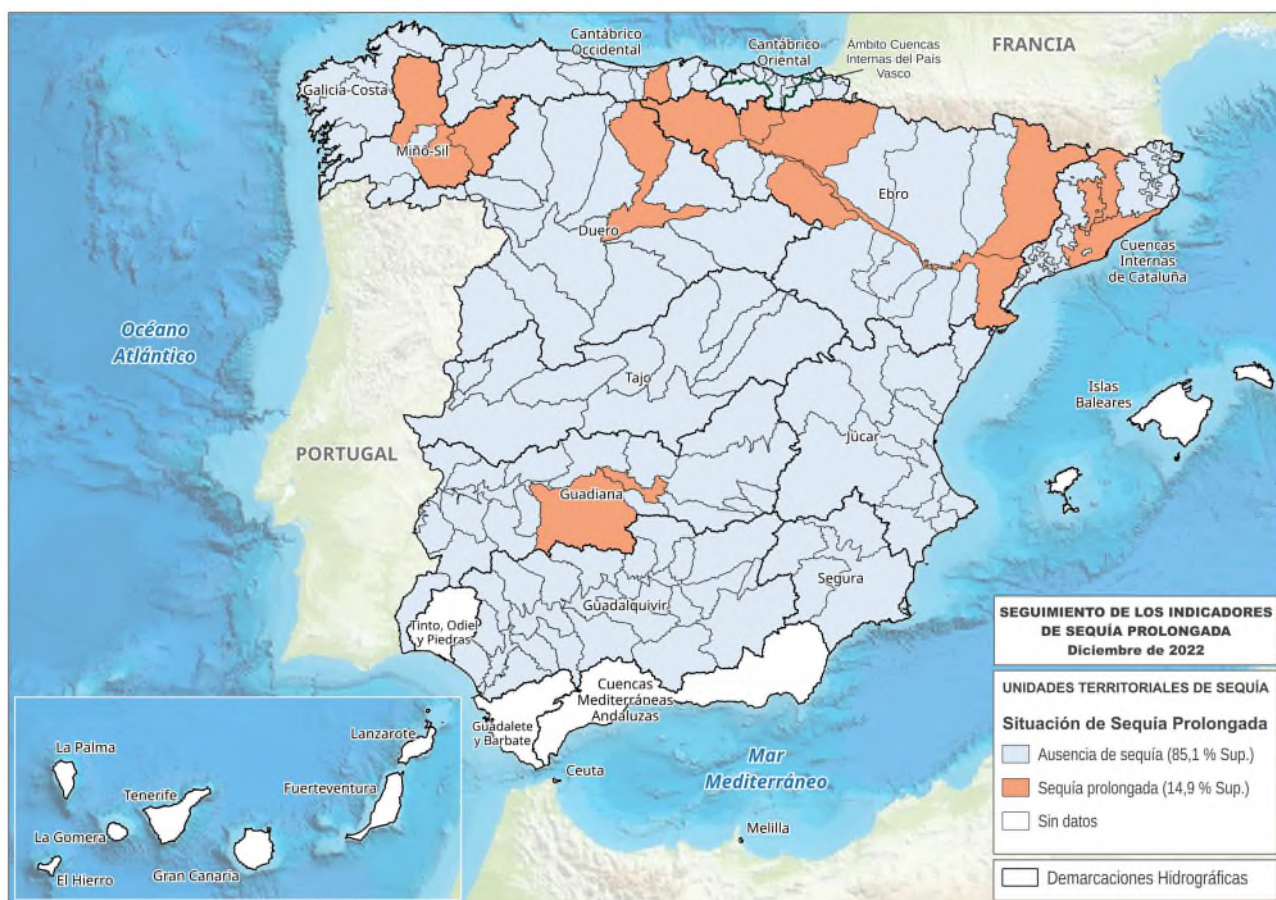 Cantábrico
Occidental
Cantábrico
Oriental
Ámbito Cuencas
Internas del País
Vasco
FRANCIA
Galicia-Costa
Miño-Sil
Ebro
Duero
Cuencas
Internas
de Cataluña
Océano
Atlántico
Tajo
Islas
Baleares
Júcar
PORTUGAL
Guadiana
Segura
Guadalquivir
Tinto, Odiel
y Piedras
Cuencas
Mediterráneas
Andaluzas
Guadalete
y Barbate
Ceuta
Mar
Mediterráneo
Melilla
Lanzarote
La Palma
Fuerteventura
Tenerife
La Gomera
El Hierro
Gran Canaria
SEGUIMIENTO DE LOS INDICADORES
DE SEQUÍA PROLONGADA
Diciembre de 2022
UNIDADES TERRITORIALES DE SEQUÍA
Situación de Sequía Prolongada
Ausencia de sequía (85,1 % Sup.)
Sequía prolongada (14,9 % Sup.)
Sin datos
Demarcaciones Hidrográficas